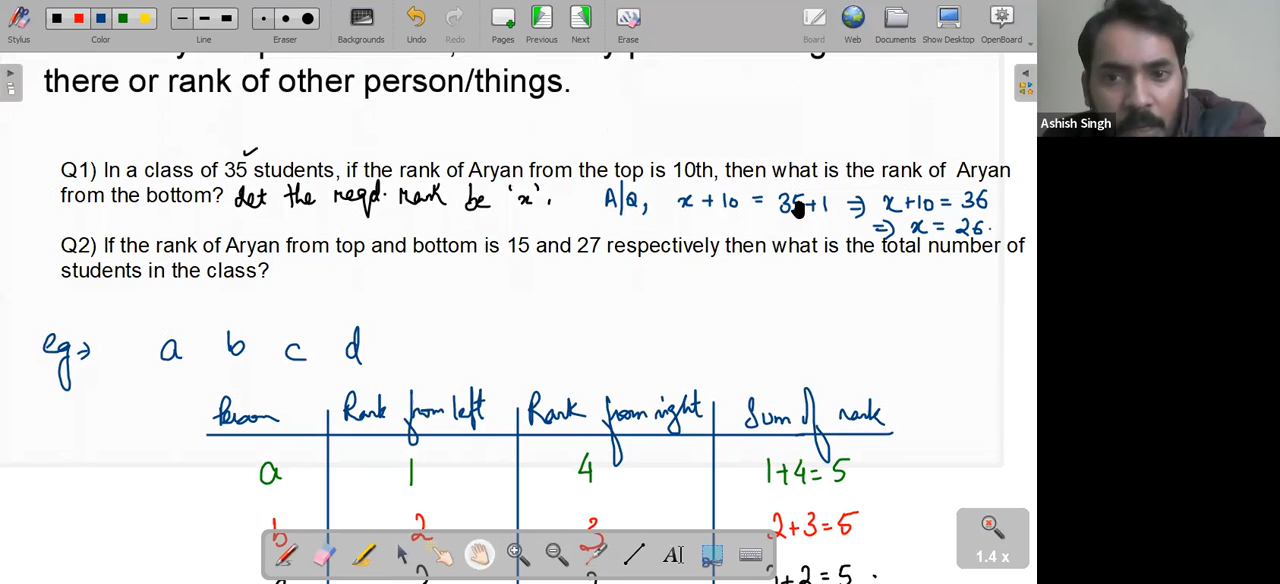 Stylus
Color
Line
Eraser
Backgrounds
Undo
Redo
Pages
Previous
Next
Erase
Board
Web
Documents
Show Desktop
OpenBoard
there or rank of other person/things.
Ashish Singh
Q1) In a class of 35 students, if the rank of Aryan from the top is 10th, then what is the rank of Aryan
from the bottom? Let the reqd. rank be 'x'. A/Q, x + 10 = 35+1 ⇒ x + 10 = 36
⇒ x = 26.
Q2) If the rank of Aryan from top and bottom is 15 and 27 respectively then what is the total number of
students in the class?
eg⇒ a b c d
Person Rank from left Rank from right Sum of rank
a 1 4 1+4=5
b 2 3 2+3=5
+2=5.
1.4 x